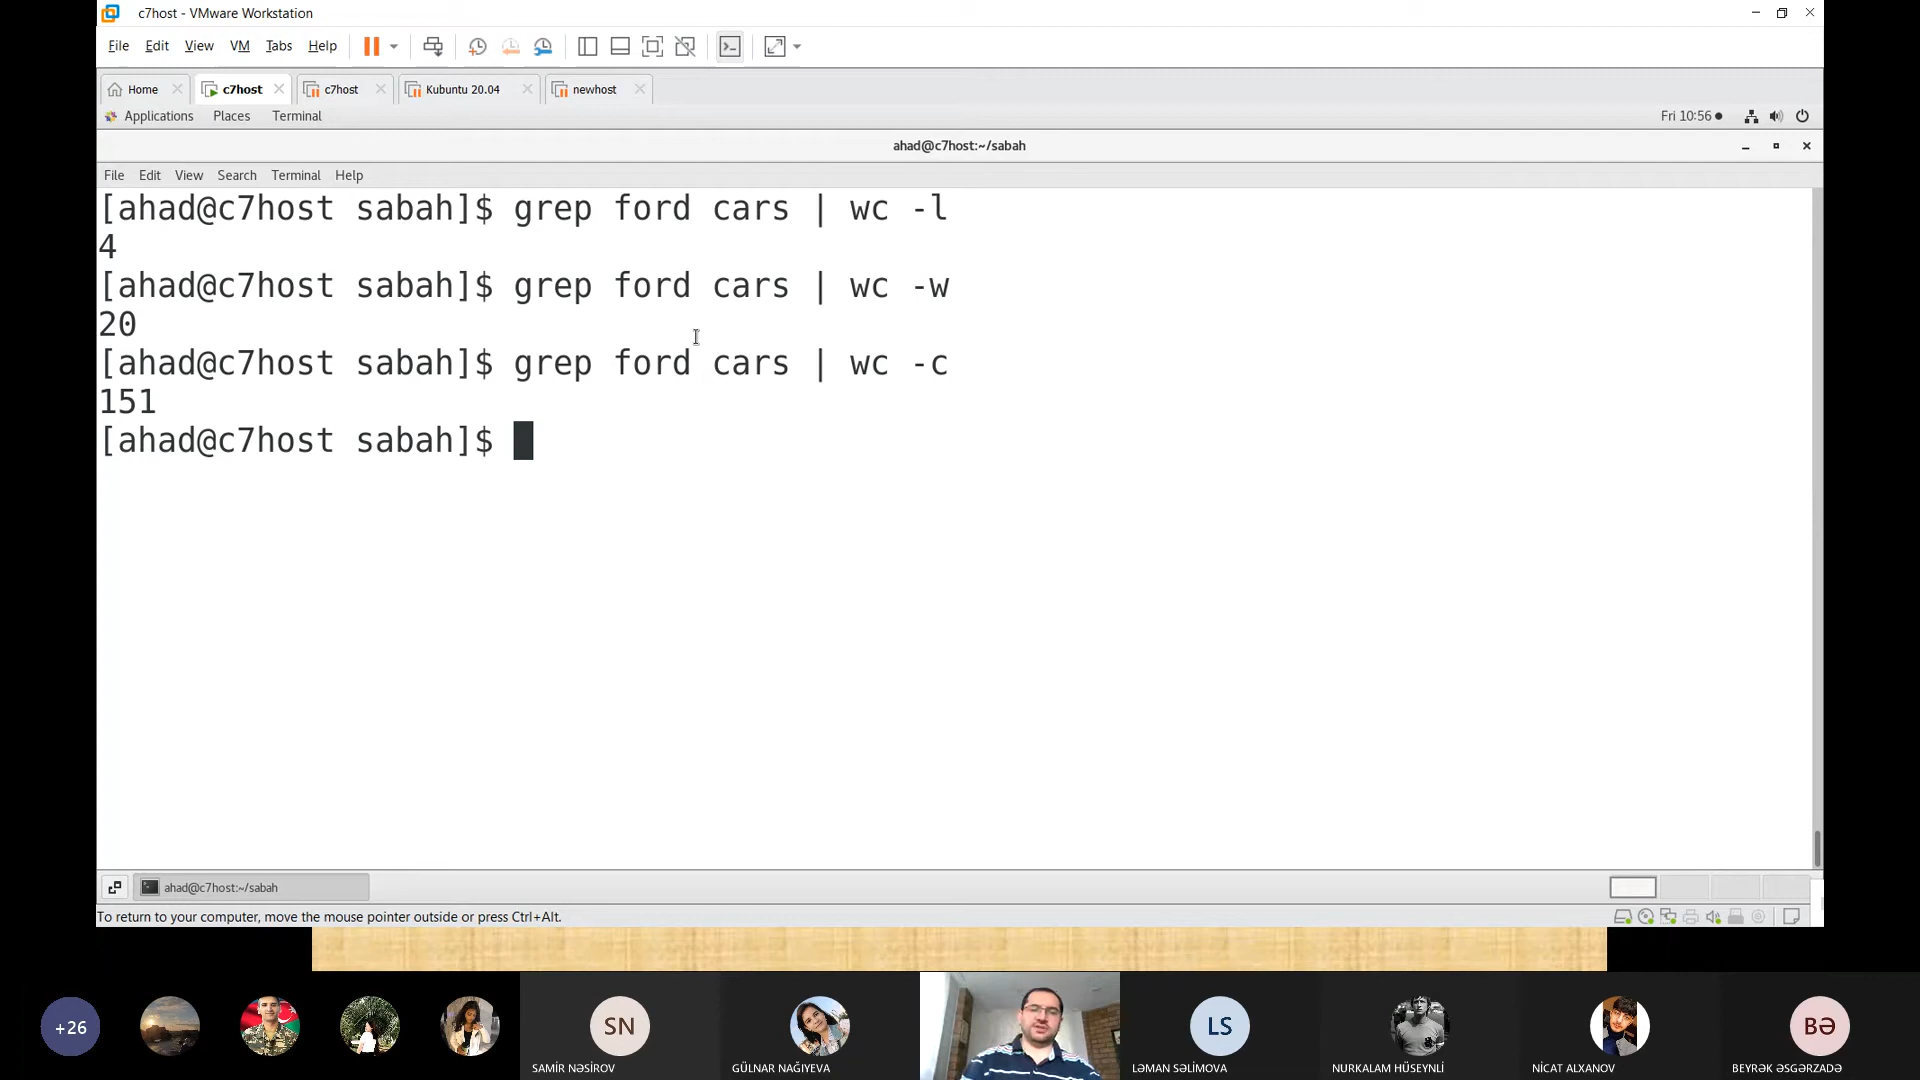 c7host - VMware Workstation
File Edit View VM Tabs Help
Home c7host c7host Kubuntu 20.04 newhost
Applications Places Terminal Fri 10:56
ahad@c7host:~/sabah
File Edit View Search Terminal Help
[ahad@c7host sabah]$ grep ford cars | wc -l
4
[ahad@c7host sabah]$ grep ford cars | wc -w
20
[ahad@c7host sabah]$ grep ford cars | wc -c
151
[ahad@c7host sabah]$
ahad@c7host:~/sabah
To return to your computer, move the mouse pointer outside or press Ctrl+Alt.
+26 SN LS BƏ
SAMİR NƏSİROV GÜLNAR NAĞIYEVA LƏMAN SƏLİMOVA NURKALAM HÜSEYNLİ NİCAT ALXANOV BEYRƏK ƏSGƏRZADƏ